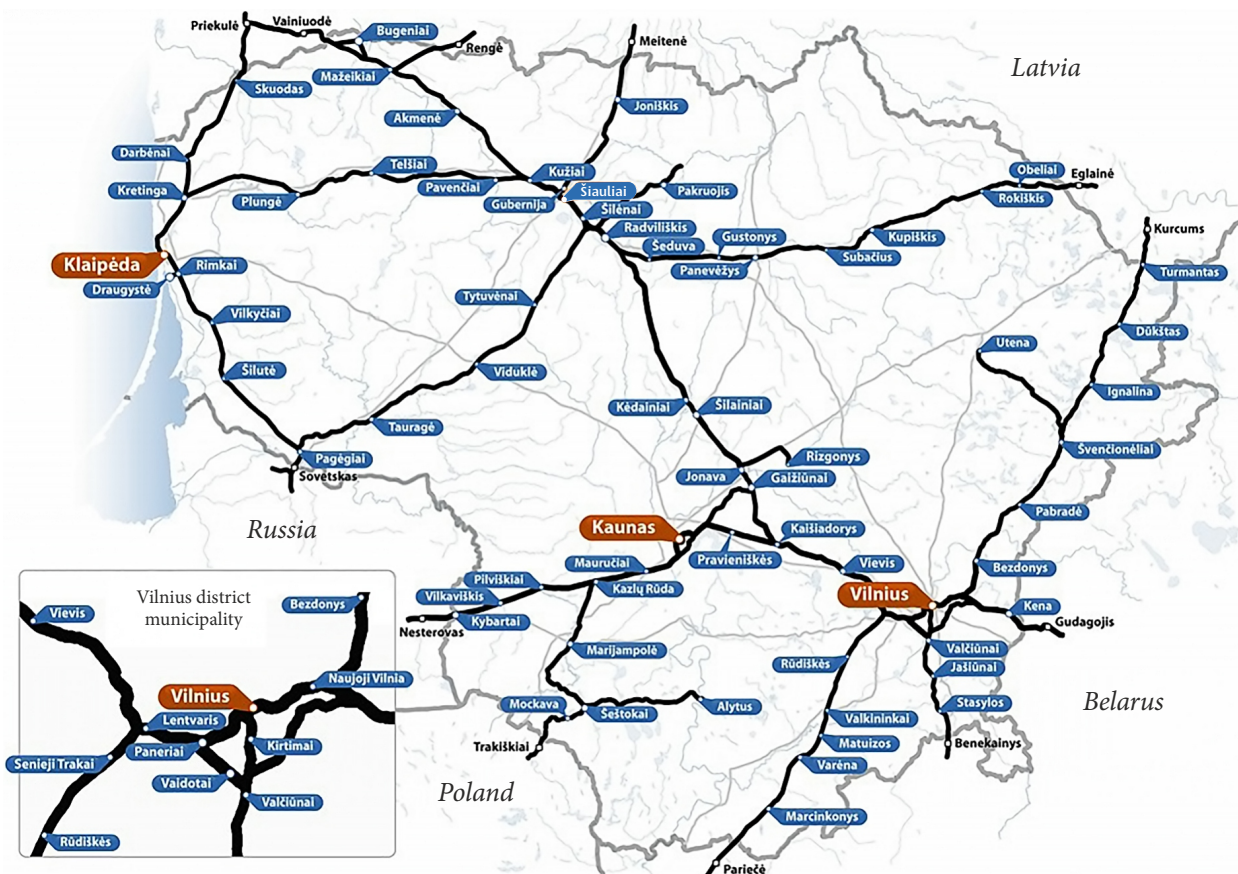 Priekulė
Vainiuodė
Bugeniai
Rengė
Meitenė
Latvia
Mažeikiai
Skuodas
Joniškis
Akmenė
Darbėnai
Telšiai
Kužiai
Obeliai
Eglainė
Kretinga
Pavenčiai
Šiauliai
Pakruojis
Plungė
Gubernija
Rokiškis
Šilėnai
Radviliškis
Kurcums
Gustonys
Kupiškis
Šeduva
Subačius
Klaipėda
Rimkai
Panevėžys
Turmantas
Draugystė
Tytuvėnai
Vilkyčiai
Dūkštas
Utena
Šilutė
Viduklė
Ignalina
Kėdainiai
Šilainiai
Tauragė
Švenčionėliai
Pagėgiai
Rizgonys
Sovėtskas
Jonava
Gaižiūnai
Pabradė
Russia
Kaunas
Kaišiadorys
Pravieniškės
Mauručiai
Vievis
Bezdonys
Pilviškiai
Kazlų Rūda
Vilkaviškis
Vilnius
Kena
Kybartai
Gudagojis
Nesterovas
Marijampolė
Valčiūnai
Rūdiškės
Jašiūnai
Mockava
Alytus
Stasylos
Belarus
Šeštokai
Valkininkai
Trakiškiai
Matuizos
Benekainys
Varėna
Poland
Marcinkonys
Pariečė
Vilnius district
municipality
Vievis
Bezdonys
Naujoji Vilnia
Vilnius
Lentvaris
Paneriai
Kirtimai
Senieji Trakai
Vaidotai
Valčiūnai
Rūdiškės